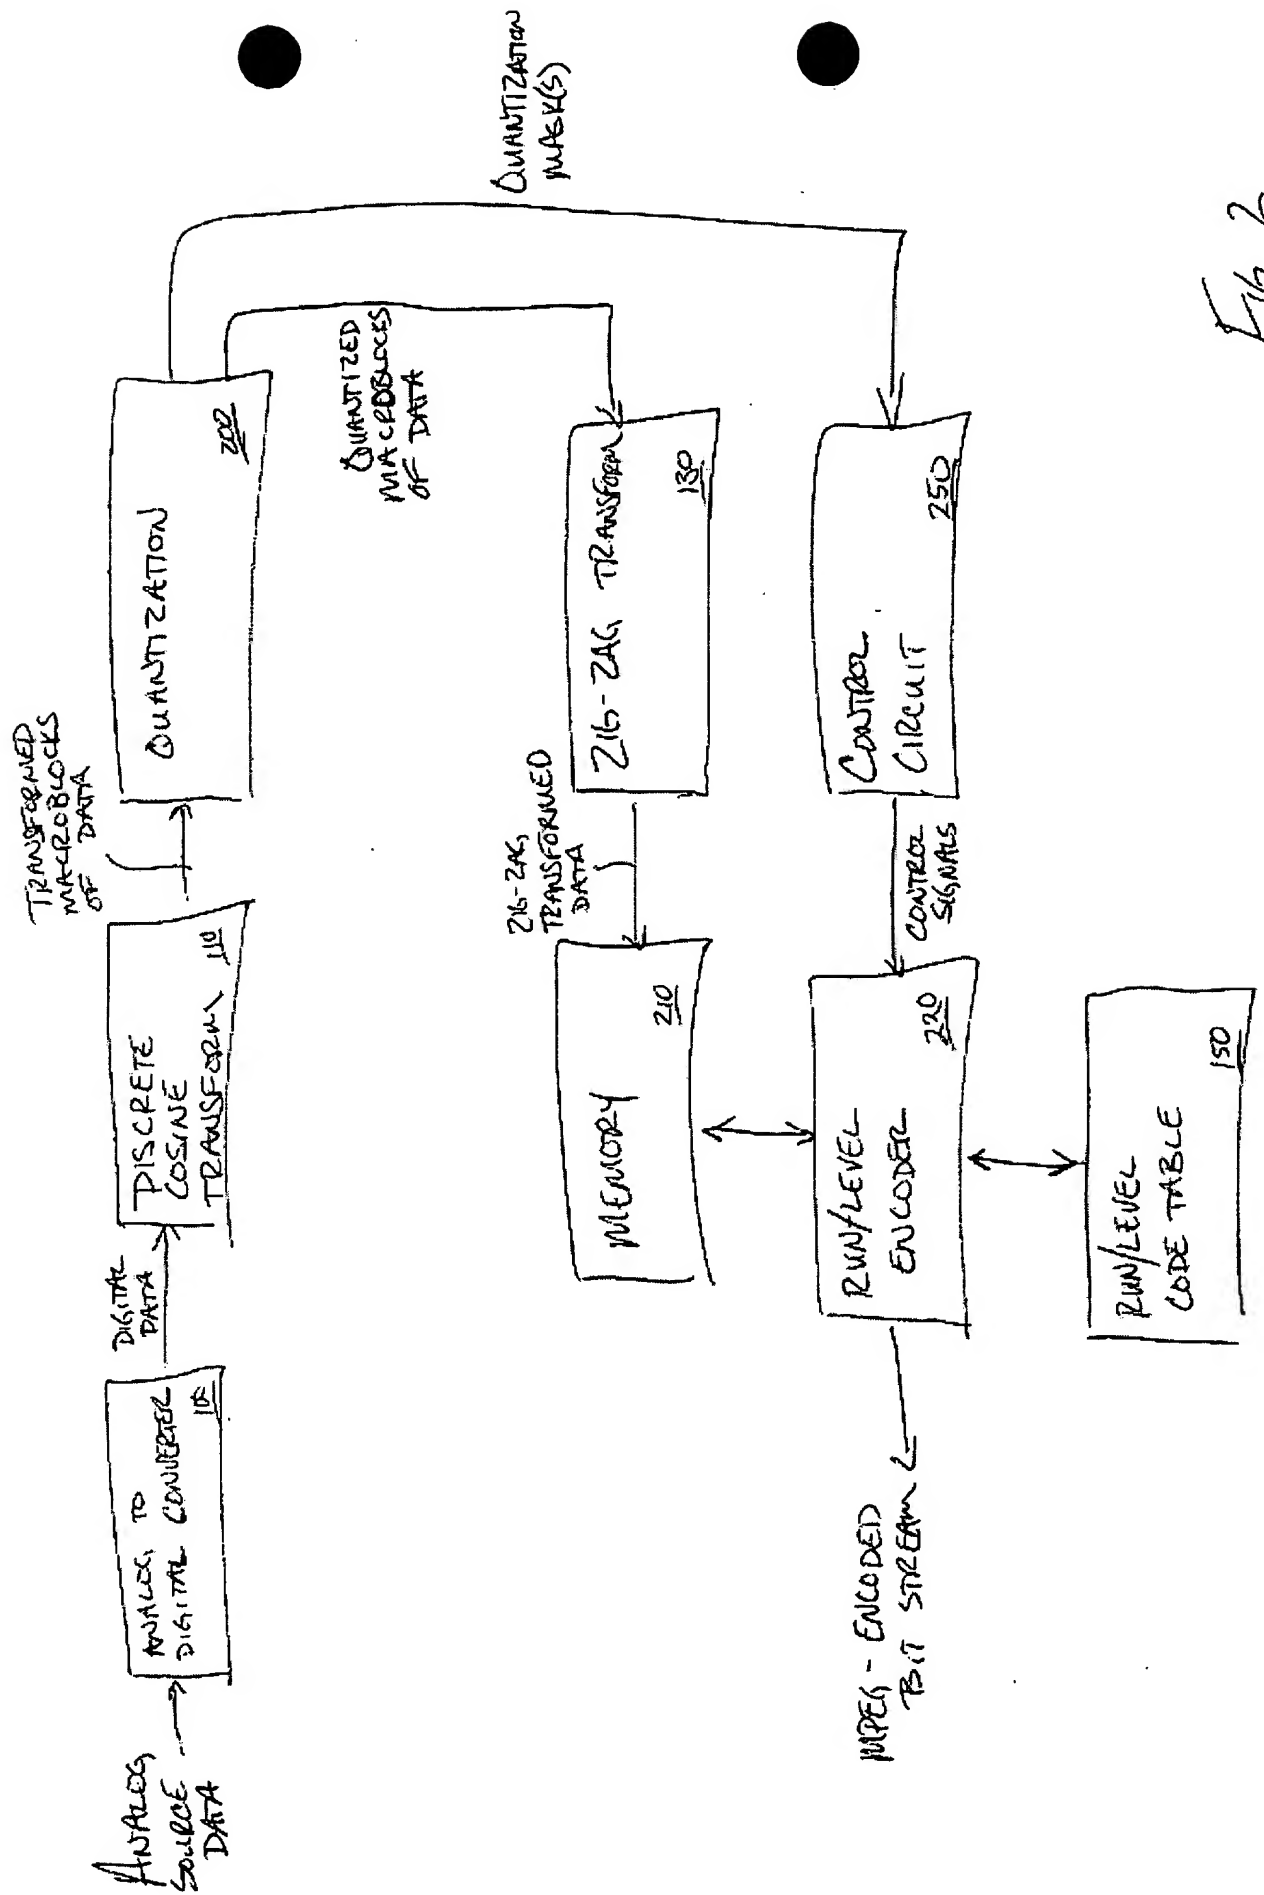 ANALOG
SOURCE
DATA
ANALOG TO
DIGITAL CONVERTER
100
DIGITAL
DATA
DISCRETE
COSINE
TRANSFORM
110
TRANSFORMED
MACROBLOCKS
OF DATA
QUANTIZATION
200
QUANTIZED
MACROBLOCKS
OF DATA
QUANTIZATION
MASK(S)
ZIG-ZAG TRANSFORM
130
ZIG-ZAG
TRANSFORMED
DATA
MEMORY
210
CONTROL
CIRCUIT
250
CONTROL
SIGNALS
RUN/LEVEL
ENCODER
220
RUN/LEVEL
CODE TABLE
150
MPEG-ENCODED
BIT STREAM
FIG 2